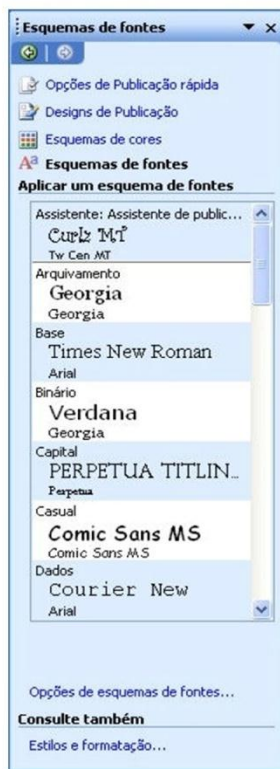 Esquemas de fontes
Opções de Publicação rápida
Designs de Publicação
Esquemas de cores
Aª Esquemas de fontes
Aplicar um esquema de fontes
Assistente: Assistente de public...
Curlz MT
Tw Cen MT
Arquivamento
Georgia
Georgia
Base
Times New Roman
Arial
Binário
Verdana
Georgia
Capital
PERPETUA TITLIN...
Perpetua
Casual
Comic Sans MS
Comic Sans MS
Dados
Courier New
Arial
Opções de esquemas de fontes...
Consulte também
Estilos e formatação...